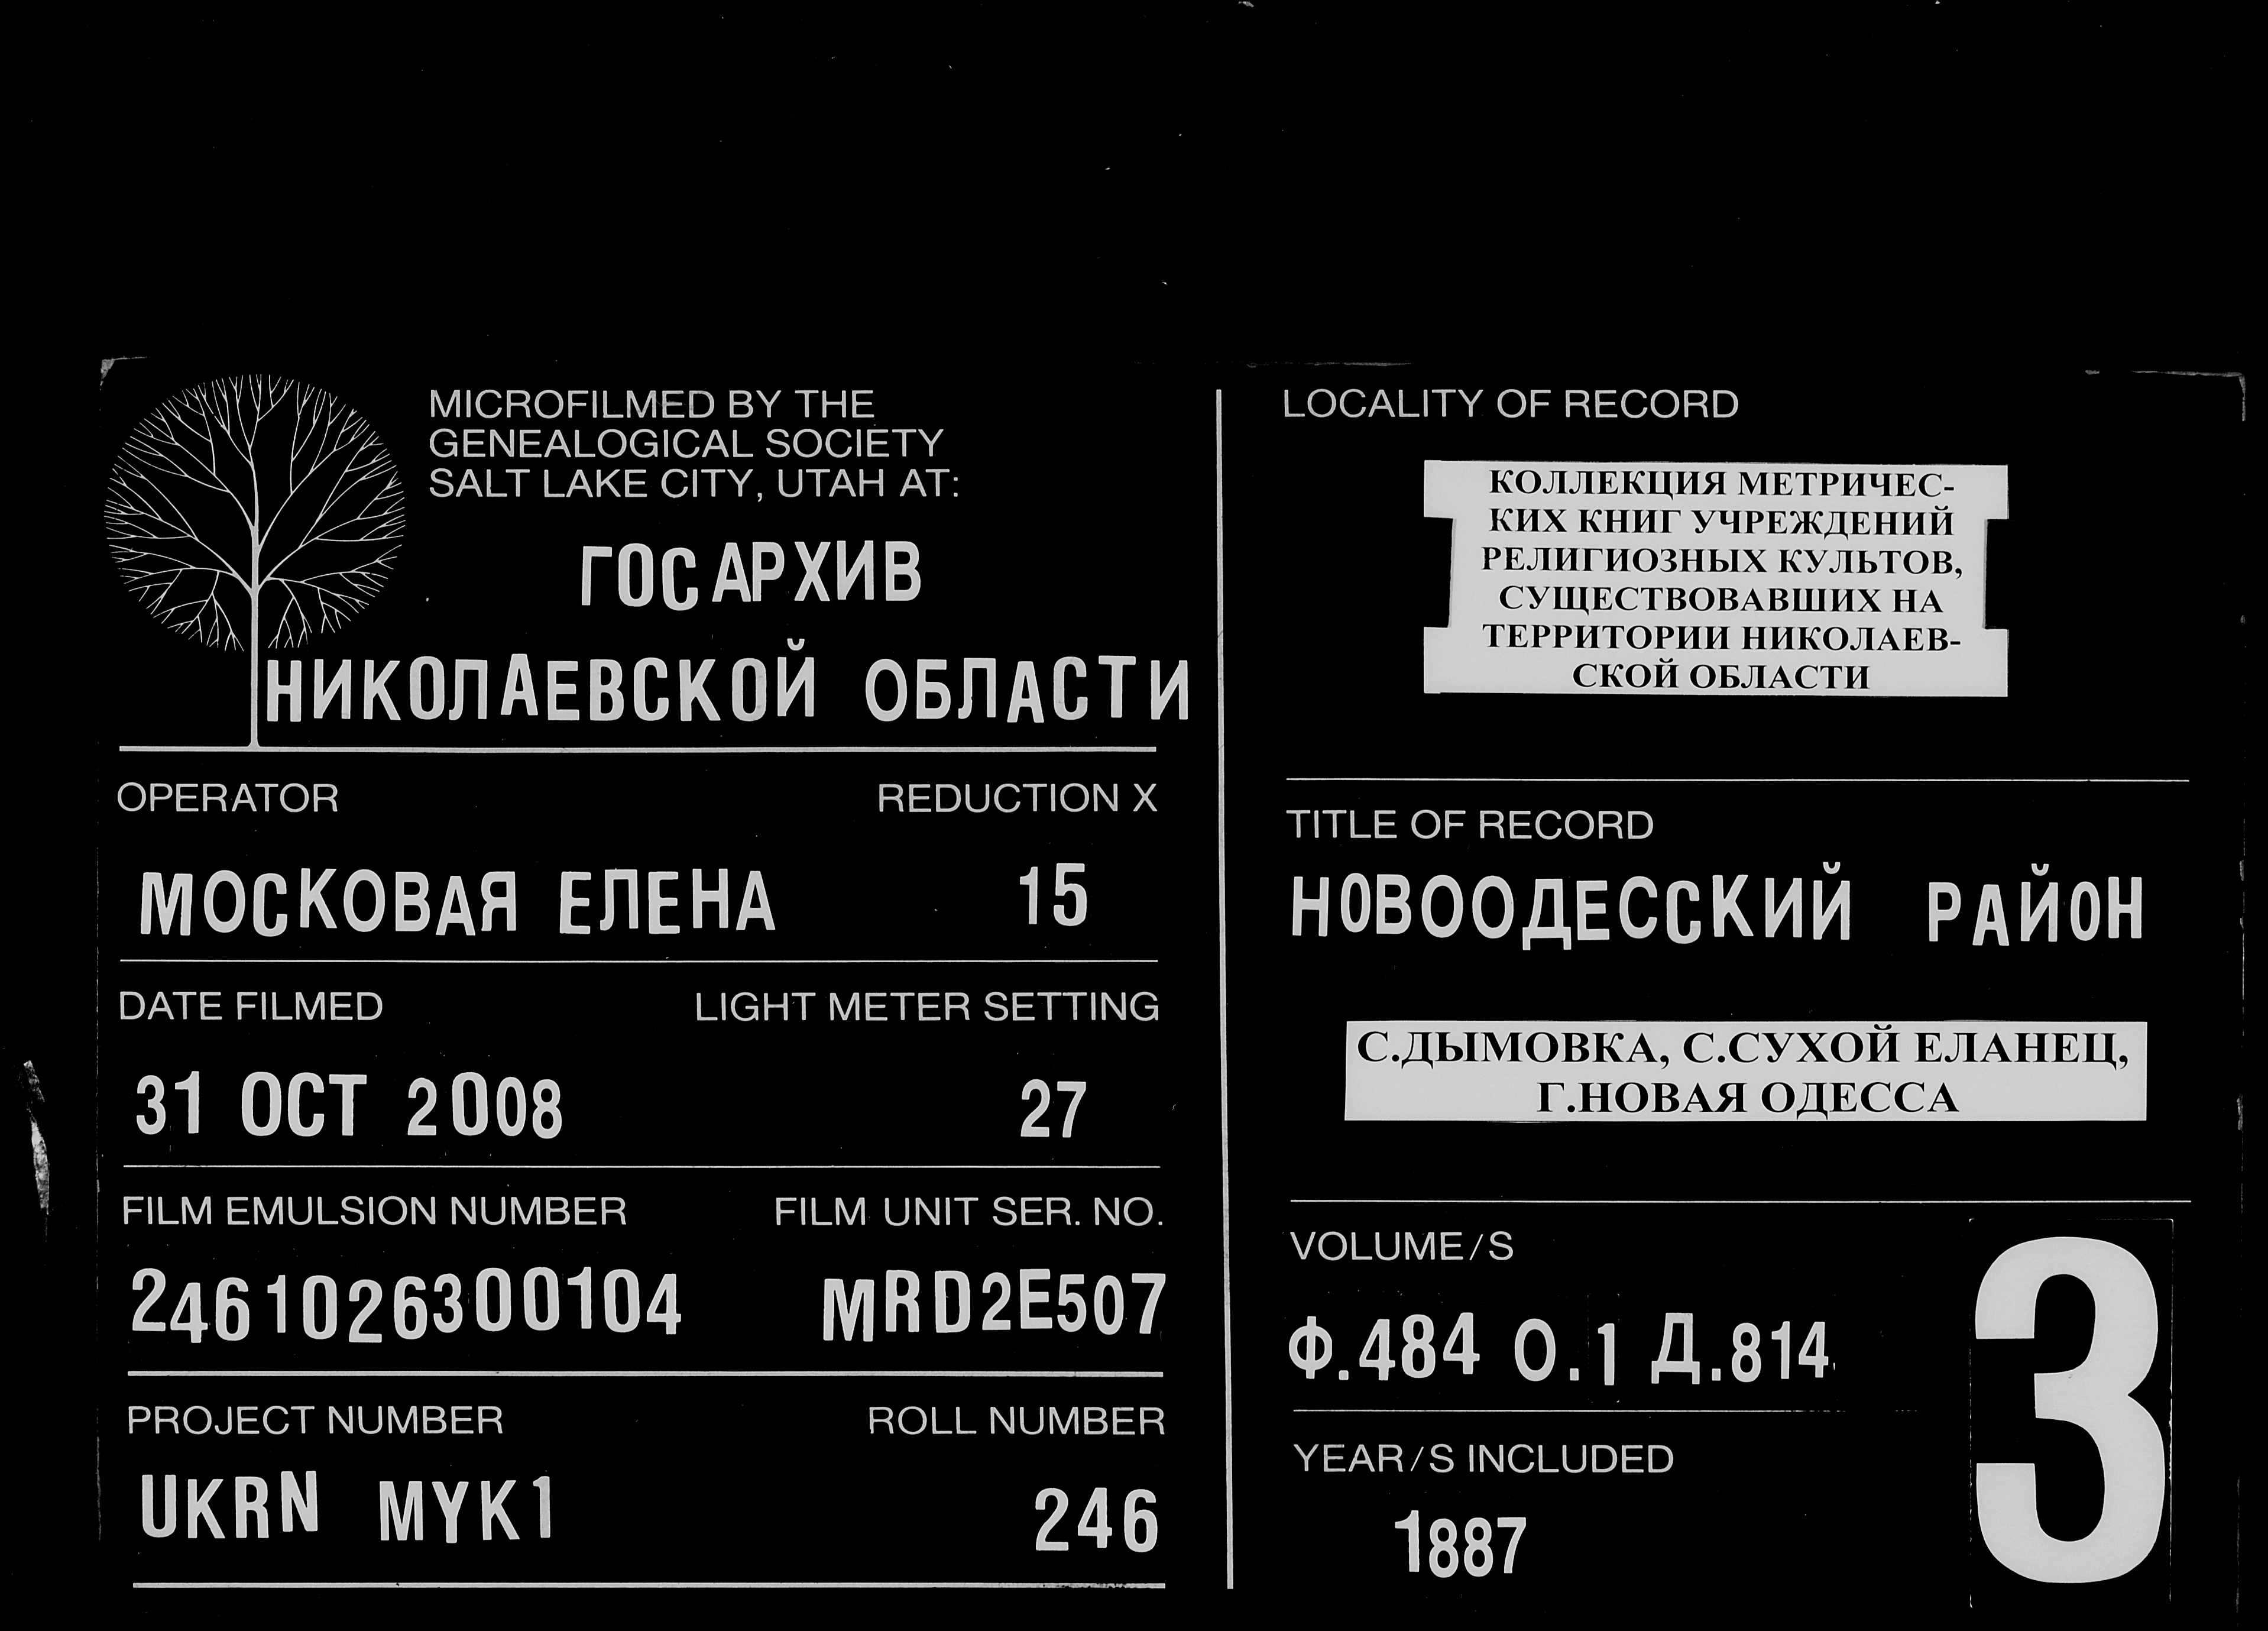 MICROFILMED BY THE
GENEALOGICAL SOCIETY
SALT LAKE CITY, UTAH AT:
ГОСАРХИВ
НИКОЛАЕВСКОЙ ОБЛАСТИ
OPERATOR REDUCTION X
МОСКОВАЯ ЕЛЕНА 15
DATE FILMED LIGHT METER SETTING
31 OCT 2008 27
FILM EMULSION NUMBER FILM UNIT SER. NO.
2461026300104 MRD2E507
PROJECT NUMBER ROLL NUMBER
UKRN MYK1 246
LOCALITY OF RECORD
КОЛЛЕКЦИЯ МЕТРИЧЕС-
КИХ КНИГ УЧРЕЖДЕНИЙ
РЕЛИГИОЗНЫХ КУЛЬТОВ,
СУЩЕСТВОВАВШИХ НА
ТЕРРИТОРИИ НИКОЛАЕВ-
СКОЙ ОБЛАСТИ
TITLE OF RECORD
НОВООДЕССКИЙ РАЙОН
С.ДЫМОВКА, С.СУХОЙ ЕЛАНЕЦ,
Г.НОВАЯ ОДЕССА
VOLUME/S
Ф.484 О.1 Д.814
YEAR/S INCLUDED
1887
3